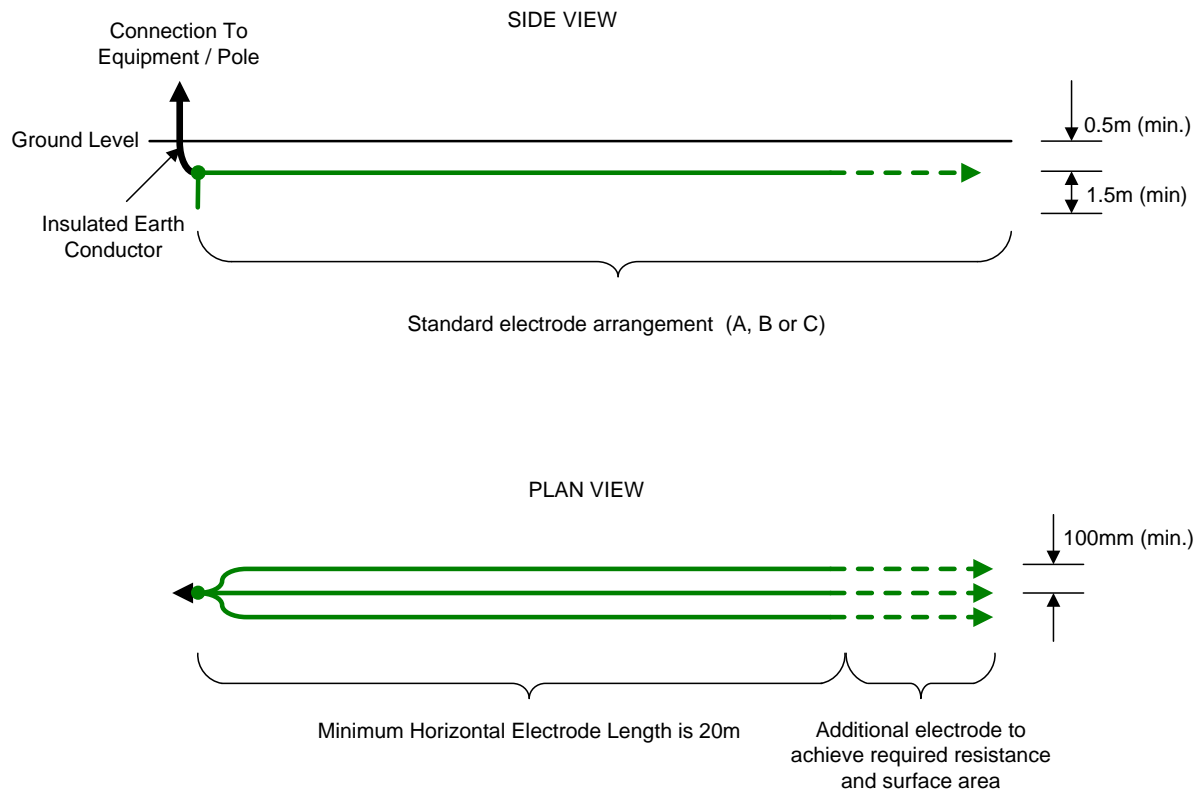 SIDE VIEW
Connection To
Equipment / Pole
Ground Level
0.5m (min.)
1.5m (min)
Insulated Earth
Conductor
Standard electrode arrangement (A, B or C)
PLAN VIEW
100mm (min.)
Minimum Horizontal Electrode Length is 20m
Additional electrode to
achieve required resistance
and surface area